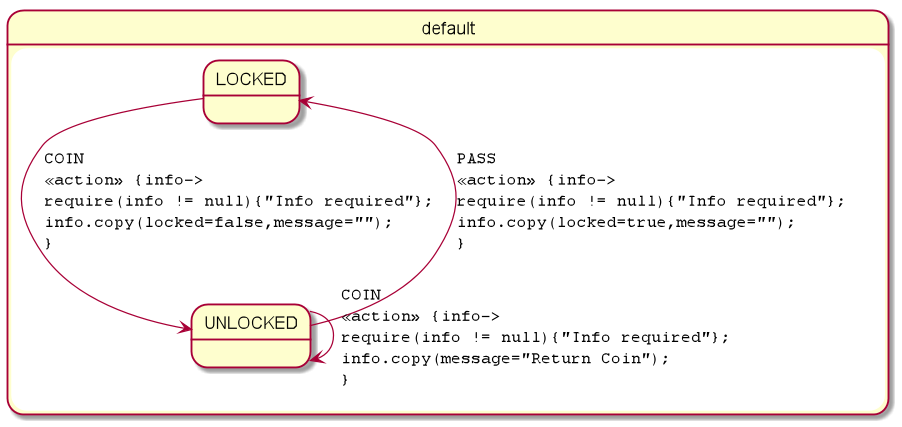 default
LOCKED
COIN
«action» {info->
require(info != null){"Info required"};
info.copy(locked=false,message="");
}
PASS
«action» {info->
require(info != null){"Info required"};
info.copy(locked=true,message="");
}
UNLOCKED
COIN
«action» {info->
require(info != null){"Info required"};
info.copy(message="Return Coin");
}